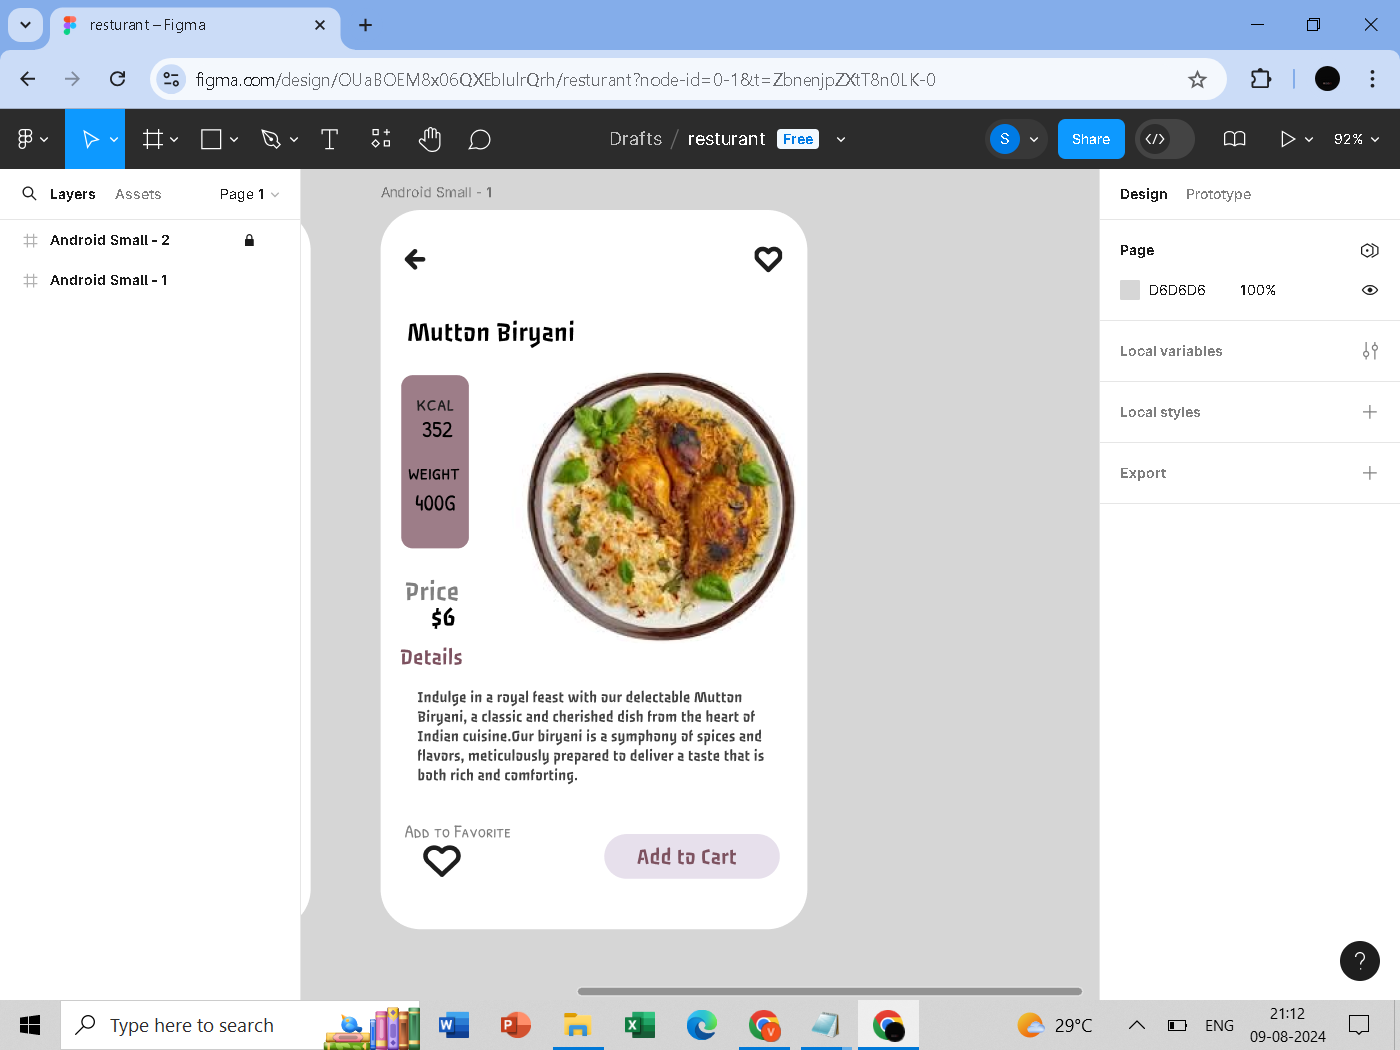 resturant – Figma
figma.com/design/OUaBOEM8x06QXEbIulrQrh/resturant?node-id=0-1&t=ZbnenjpZXtT8n0LK-0
Drafts / resturant Free
S
Share
92%
Layers Assets Page 1
Android Small - 2
Android Small - 1
Android Small - 1
Mutton Biryani
KCAL
352
WEIGHT
400G
Price
$6
Details
Indulge in a royal feast with our delectable Mutton
Biryani, a classic and cherished dish from the heart of
Indian cuisine.Our biryani is a symphony of spices and
flavors, meticulously prepared to deliver a taste that is
both rich and comforting.
Add to Favorite
Add to Cart
Design Prototype
Page
D6D6D6 100%
Local variables
Local styles
Export
?
Type here to search
W
P
X
V
29°C
ENG
21:12
09-08-2024